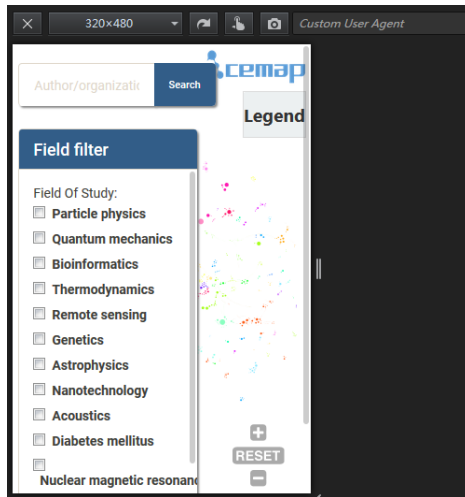 320×480
Custom User Agent
cemap
Author/organizatic
Search
Legend
Field filter
Field Of Study:
Particle physics
Quantum mechanics
Bioinformatics
Thermodynamics
Remote sensing
Genetics
Astrophysics
Nanotechnology
Acoustics
Diabetes mellitus
Nuclear magnetic resonanc
RESET